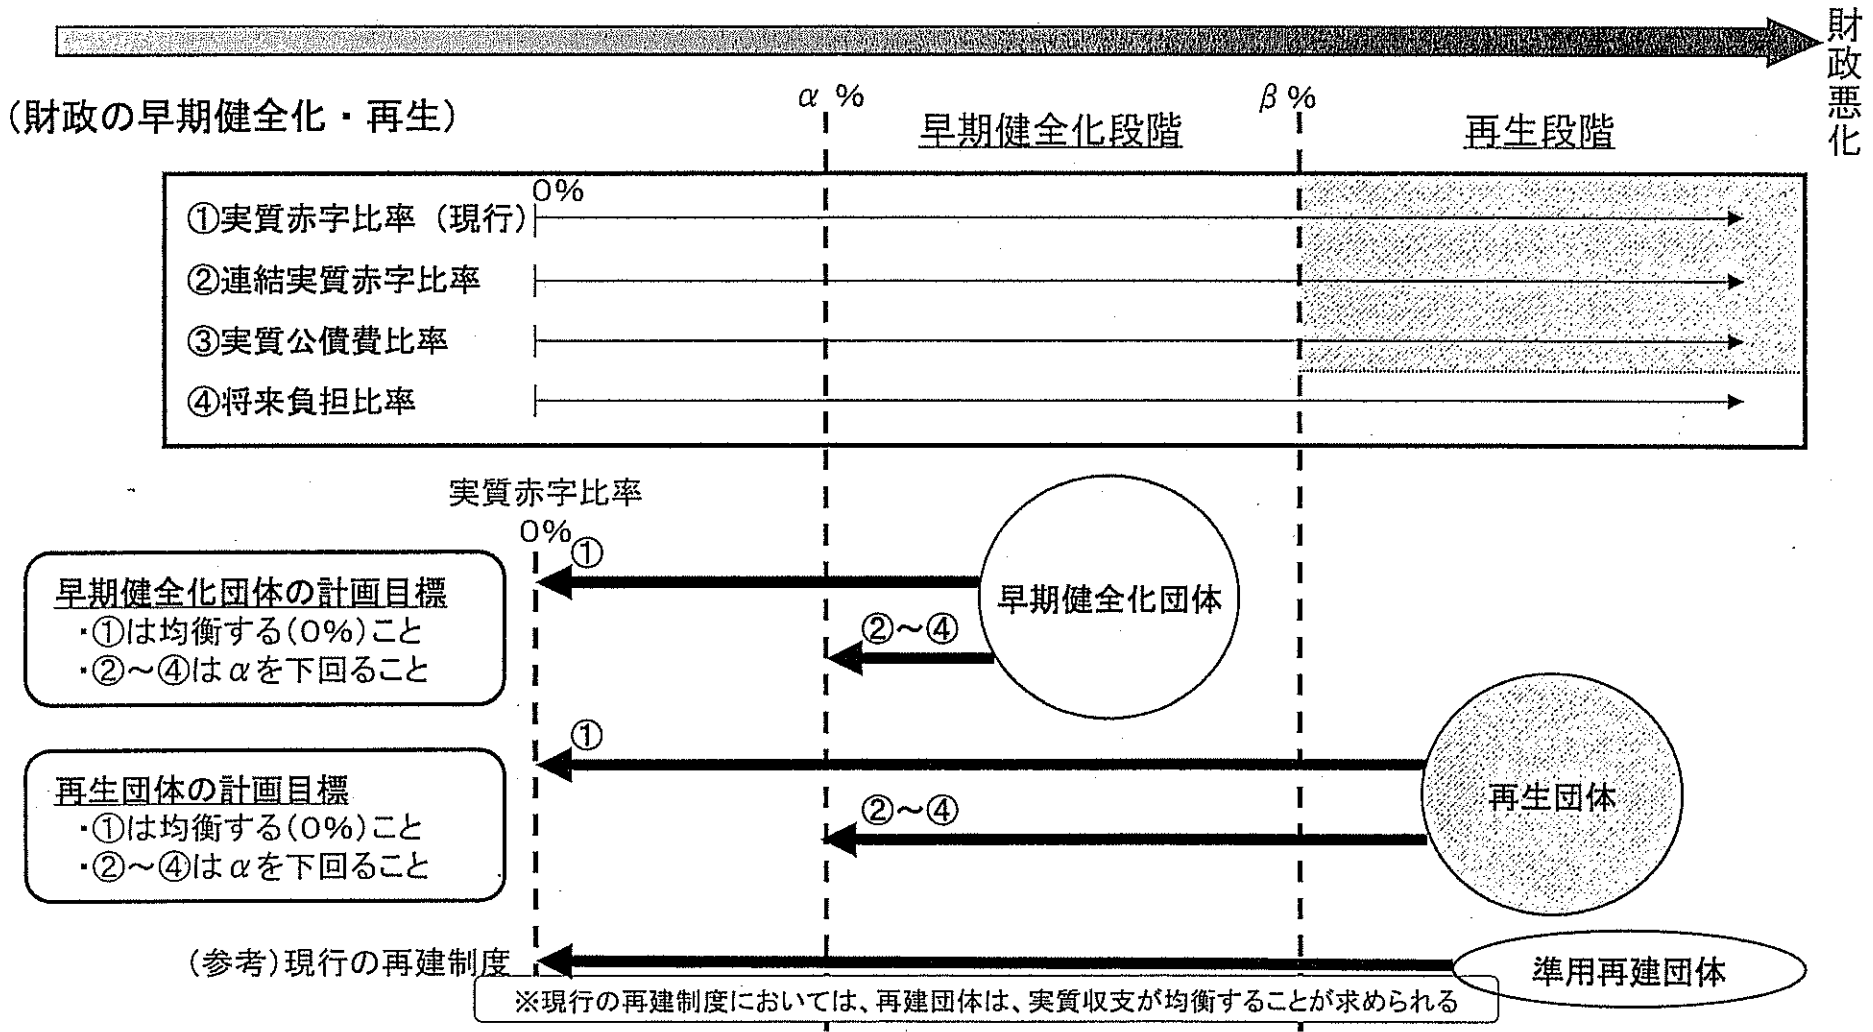 財政悪化
(財政の早期健全化・再生)
α %
早期健全化段階
β%
再生段階
0%
①実質赤字比率(現行)
②連結実質赤字比率
③実質公債費比率
④将来負担比率
実質赤字比率
0%
①
早期健全化団体の計画目標
・①は均衡する(0%)こと
・②~④はαを下回ること
早期健全化団体
②~④
①
再生団体の計画目標
・①は均衡する(0%)こと
・②~④はαを下回ること
②~④
再生団体
(参考)現行の再建制度
準用再建団体
※現行の再建制度においては、再建団体は、実質収支が均衡することが求められる